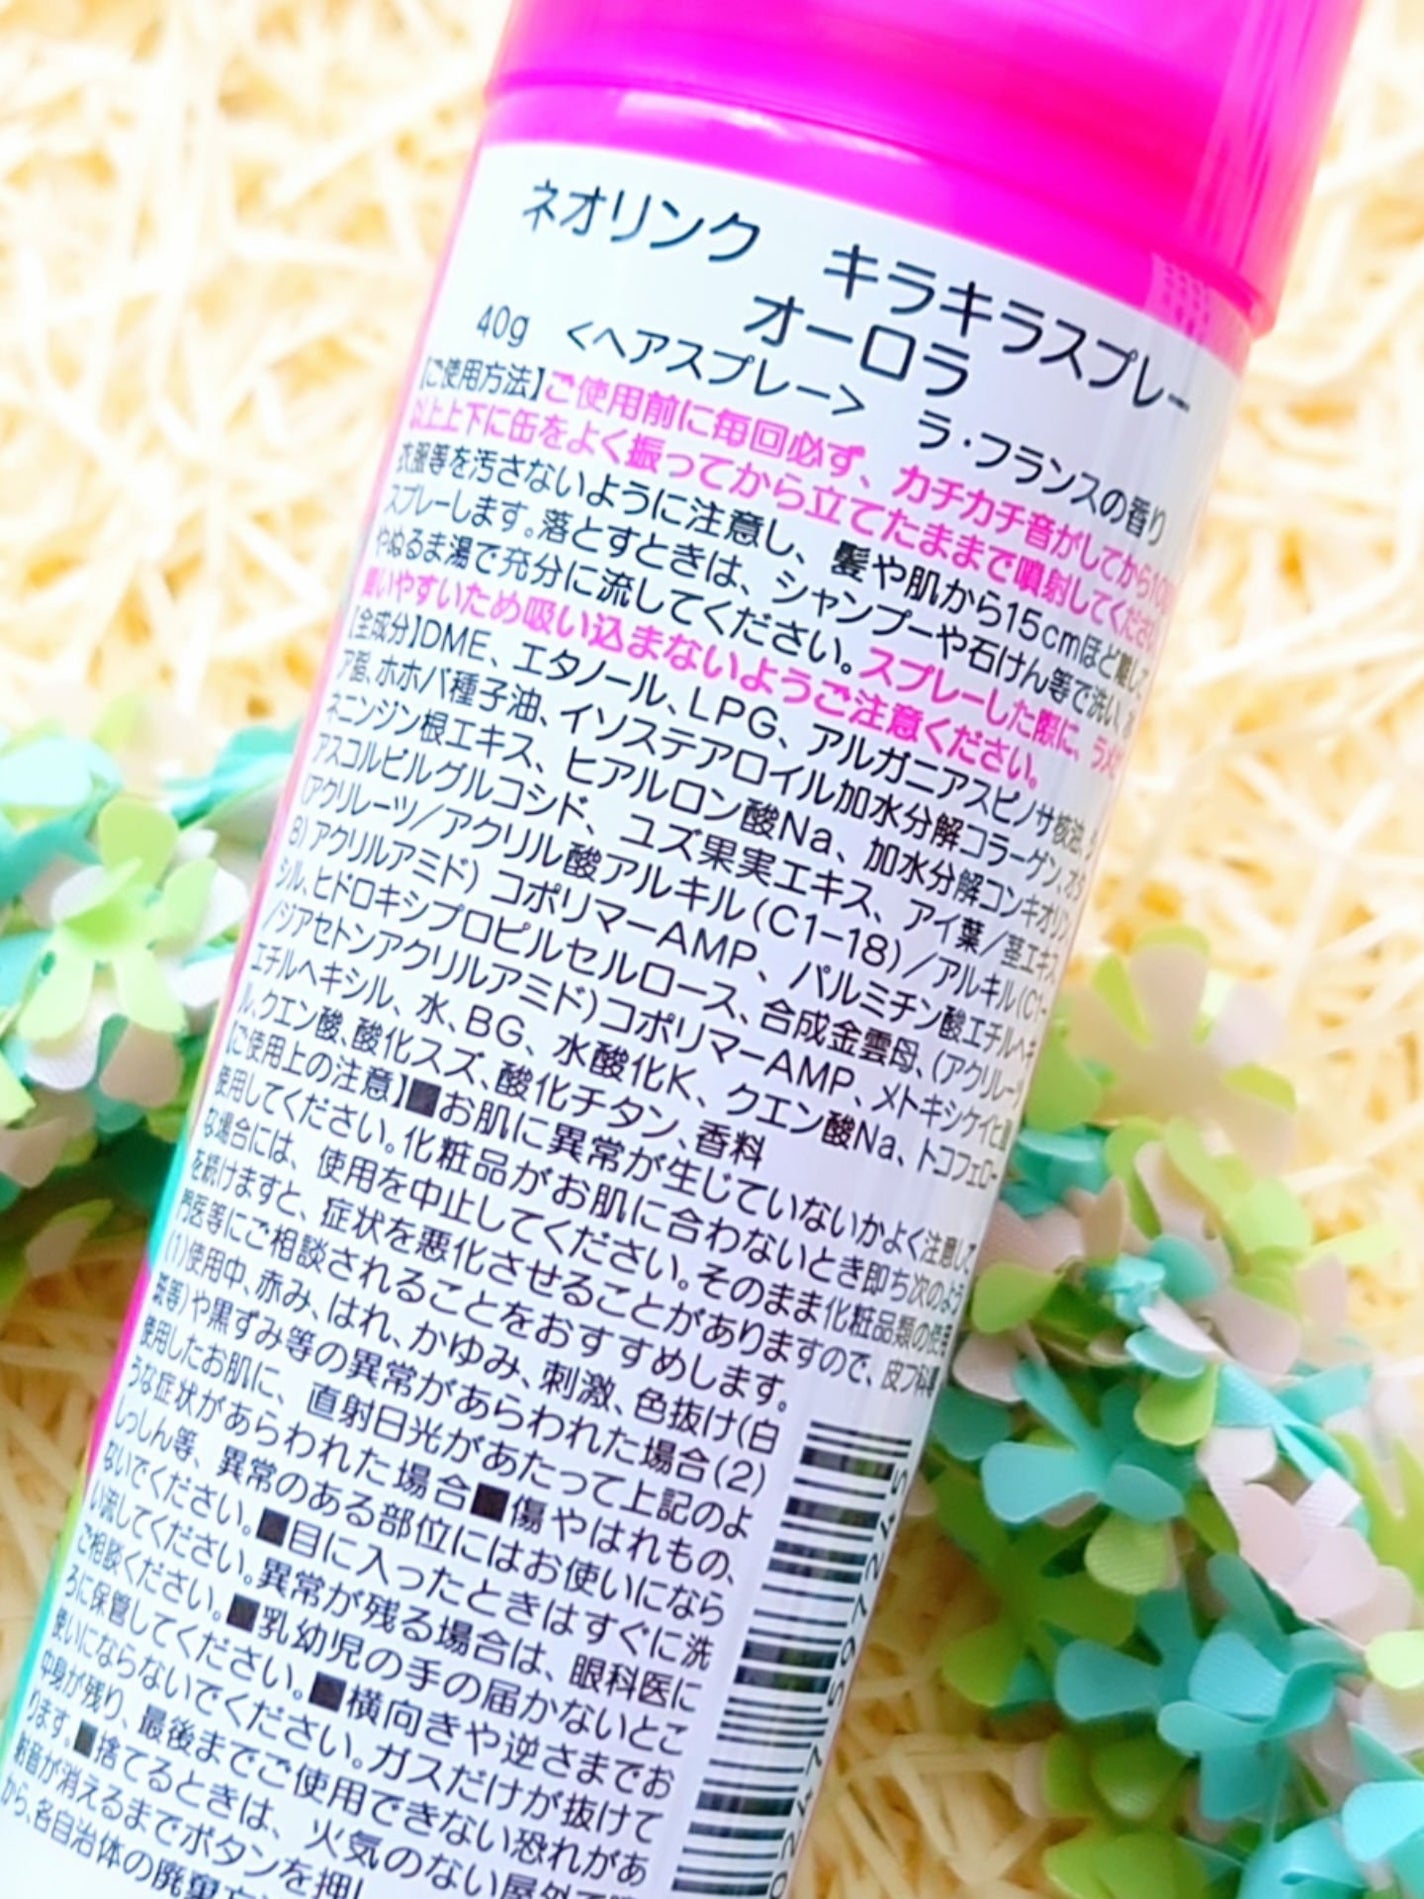 ネオリンク　キラキラスプレー
オーロラ
40g　＜ヘアスプレー＞　ラ・フランスの香り
【ご使用方法】ご使用前に毎回必ず、カチカチ音がしてから10回
以上上下に缶をよく振ってから立てたままで噴射してください。
衣服等を汚さないように注意し、髪や肌から15cmほど離して
スプレーします。落とすときは、シャンプーや石けん等で洗い、水
やぬるま湯で充分に流してください。スプレーした際に、ラメが
舞いやすいため吸い込まないようご注意ください。
【全成分】DME、エタノール、LPG、アルガニアスピノサ核油、シ
ア脂、ホホバ種子油、イソステアロイル加水分解コラーゲン、オタ
ネニンジン根エキス、ヒアルロン酸Na、加水分解コンキオリン、
アスコルビルグルコシド、ユズ果実エキス、アイ葉／茎エキス、
（アクリレーツ／アクリル酸アルキル（C1-18）／アルキル（C1-
8）アクリルアミド）コポリマーAMP、パルミチン酸エチルヘキ
シル、ヒドロキシプロピルセルロース、合成金雲母、（アクリレーツ
／ジアセトンアクリルアミド）コポリマーAMP、メトキシケイヒ酸
エチルヘキシル、水、BG、水酸化K、クエン酸Na、トコフェロー
ル、クエン酸、酸化スズ、酸化チタン、香料
【ご使用上の注意】■お肌に異常が生じていないかよく注意して
使用してください。化粧品がお肌に合わないとき即ち次のよう
な場合には、使用を中止してください。そのまま化粧品類の使用
を続けますと、症状を悪化させることがありますので、皮フ科専
門医等にご相談されることをおすすめします。
（1）使用中、赤み、はれ、かゆみ、刺激、色抜け（白
斑等）や黒ずみ等の異常があらわれた場合（2）
使用したお肌に、直射日光があたって上記のよ
うな症状があらわれた場合■傷やはれもの、
しっしん等、異常のある部位にはお使いになら
ないでください。■目に入ったときはすぐに洗
い流してください。異常が残る場合は、眼科医に
ご相談ください。■乳幼児の手の届かないとこ
ろに保管してください。■横向きや逆さまでお
使いにならないでください。ガスだけが抜けて
中身が残り、最後までご使用できない恐れがあ
ります。■捨てるときは、火気のない屋外で
射音が消えるまでボタンを押し
から、各自治体の廃棄方